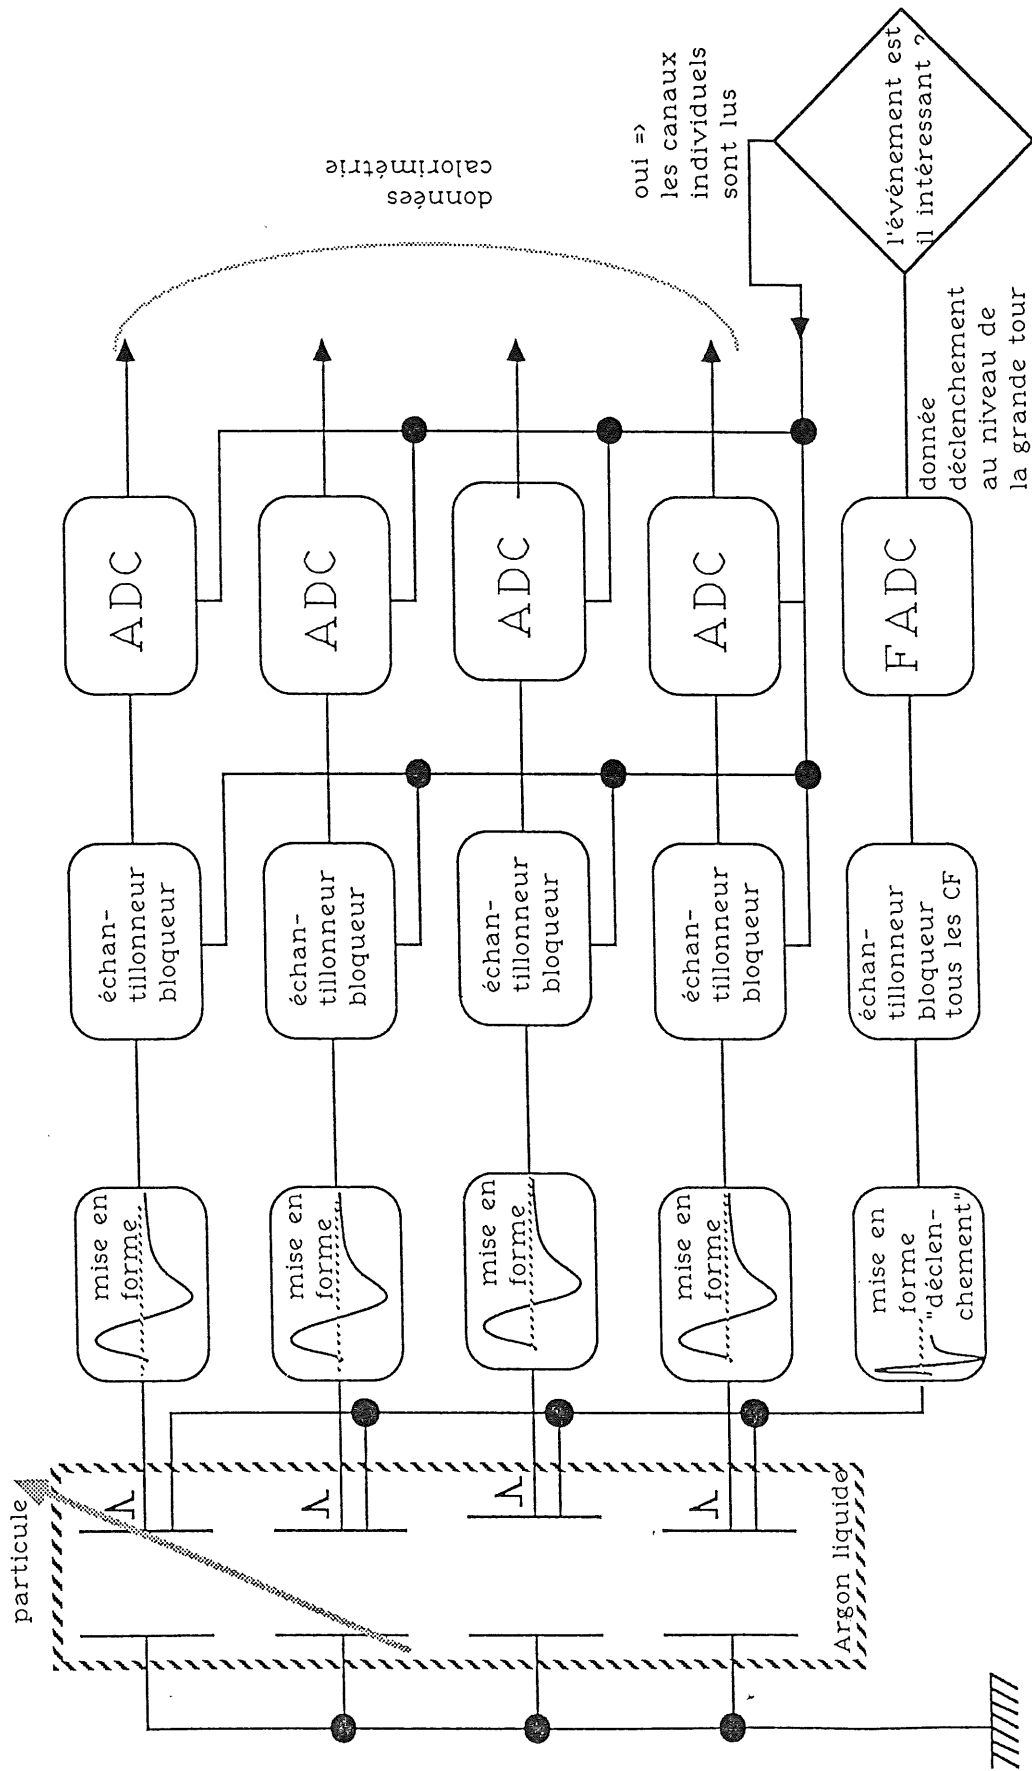 particule
Argon liquide
mise en
forme
mise en
forme
mise en
forme
mise en
forme
mise en
forme
"déclen-
chement"
échan-
tillonneur
bloqueur
échan-
tillonneur
bloqueur
échan-
tillonneur
bloqueur
échan-
tillonneur
bloqueur
échan-
tillonneur
bloqueur
tous les CF
ADC
ADC
ADC
ADC
FADC
données
calorimétrie
donnée
déclenchement
au niveau de
la grande tour
oui =>
les canaux
individuels
sont lus
l'événement est
il intéressant ?